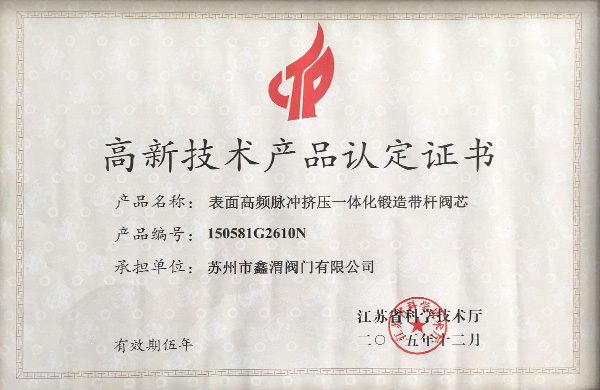 高新技术产品认定证书
产品名称： 表面高频脉冲挤压一体化锻造带杆阀芯
产品编号： 150581G2610N
承担单位： 苏州市鑫渭阀门有限公司
江苏省科学技术厅
二〇一五年十二月
有效期伍年